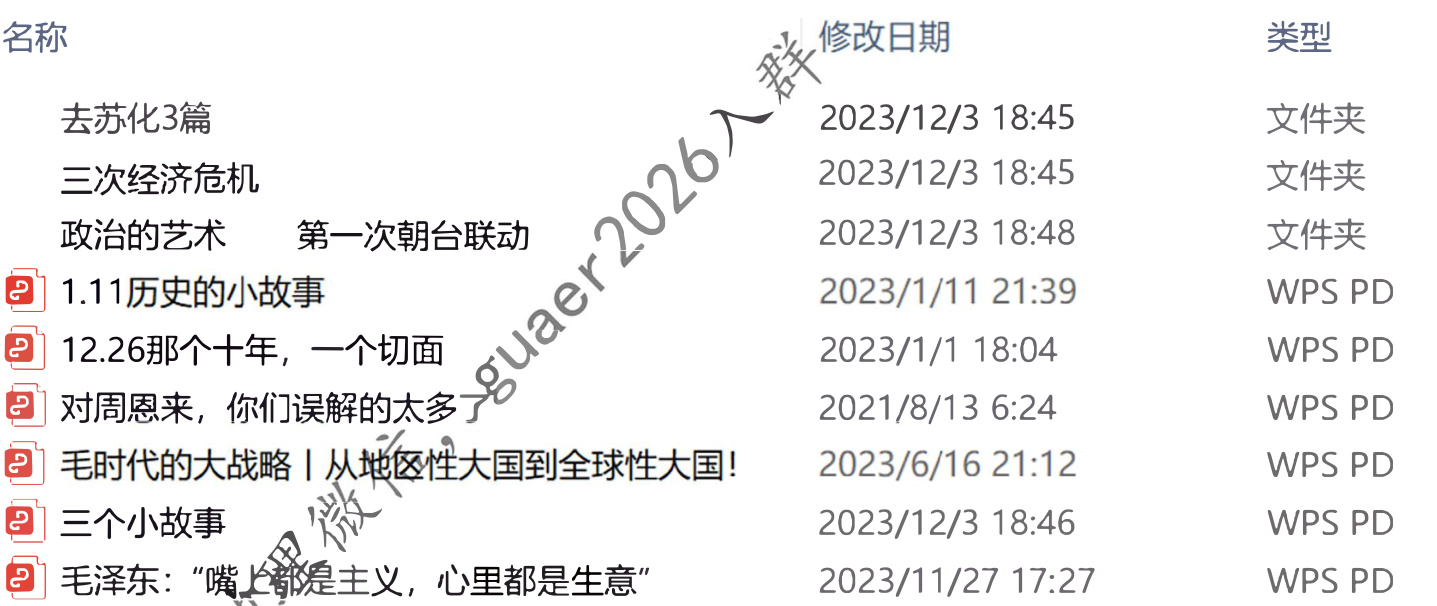 名称 修改日期 类型
去苏化3篇 2023/12/3 18:45 文件夹
三次经济危机 2023/12/3 18:45 文件夹
政治的艺术 第一次朝台联动 2023/12/3 18:48 文件夹
1.11历史的小故事 2023/1/11 21:39 WPS PD
12.26那个十年，一个切面 2023/1/1 18:04 WPS PD
对周恩来，你们误解的太多了 2021/8/13 6:24 WPS PD
毛时代的大战略丨从地区性大国到全球性大国！ 2023/6/16 21:12 WPS PD
三个小故事 2023/12/3 18:46 WPS PD
毛泽东：“嘴上都是主义，心里都是生意” 2023/11/27 17:27 WPS PD
微信，guaer2026入群